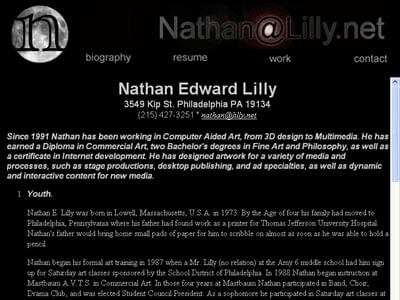 n
Nathan@Lilly.net
biography resume work contact
Nathan Edward Lilly
3549 Kip St. Philadelphia PA 19134
(215) 427-3251 * nathan@lilly.net
Since 1991 Nathan has been working in Computer Aided Art, from 3D design to Multimedia. He has
earned a Diploma in Commercial Art, two Bachelor's degrees in Fine Art and Philosophy, as well as
a certificate in Internet development. He has designed artwork for a variety of media and
processes, such as stage productions, desktop publishing, and ad specialties, as well as dynamic
and interactive content for new media.
1. Youth.
Nathan E. Lilly was born in Lowell, Massachusetts, U.S.A. in 1973. By the Age of four his family had moved to
Philadelphia, Pennsylvania where his father had found work as a printer for Thomas Jefferson University Hospital.
Nathan's father would bring home small pads of paper for him to scribble on almost as soon as he was able to hold a
pencil.
Nathan began his formal art training in 1987 when a Mr. Lilly (no relation) at the Amy 6 middle school had him sign
up for Saturday art classes sponsored by the School District of Philadelphia. In 1988 Nathan began instruction at
Mastbaum A.V.T.S. in Commercial Art. In those four years at Mastbaum Nathan participated in Band, Choir,
Drama Club, and was elected Student Council President. As a sophomore he participated in Saturday art classes at